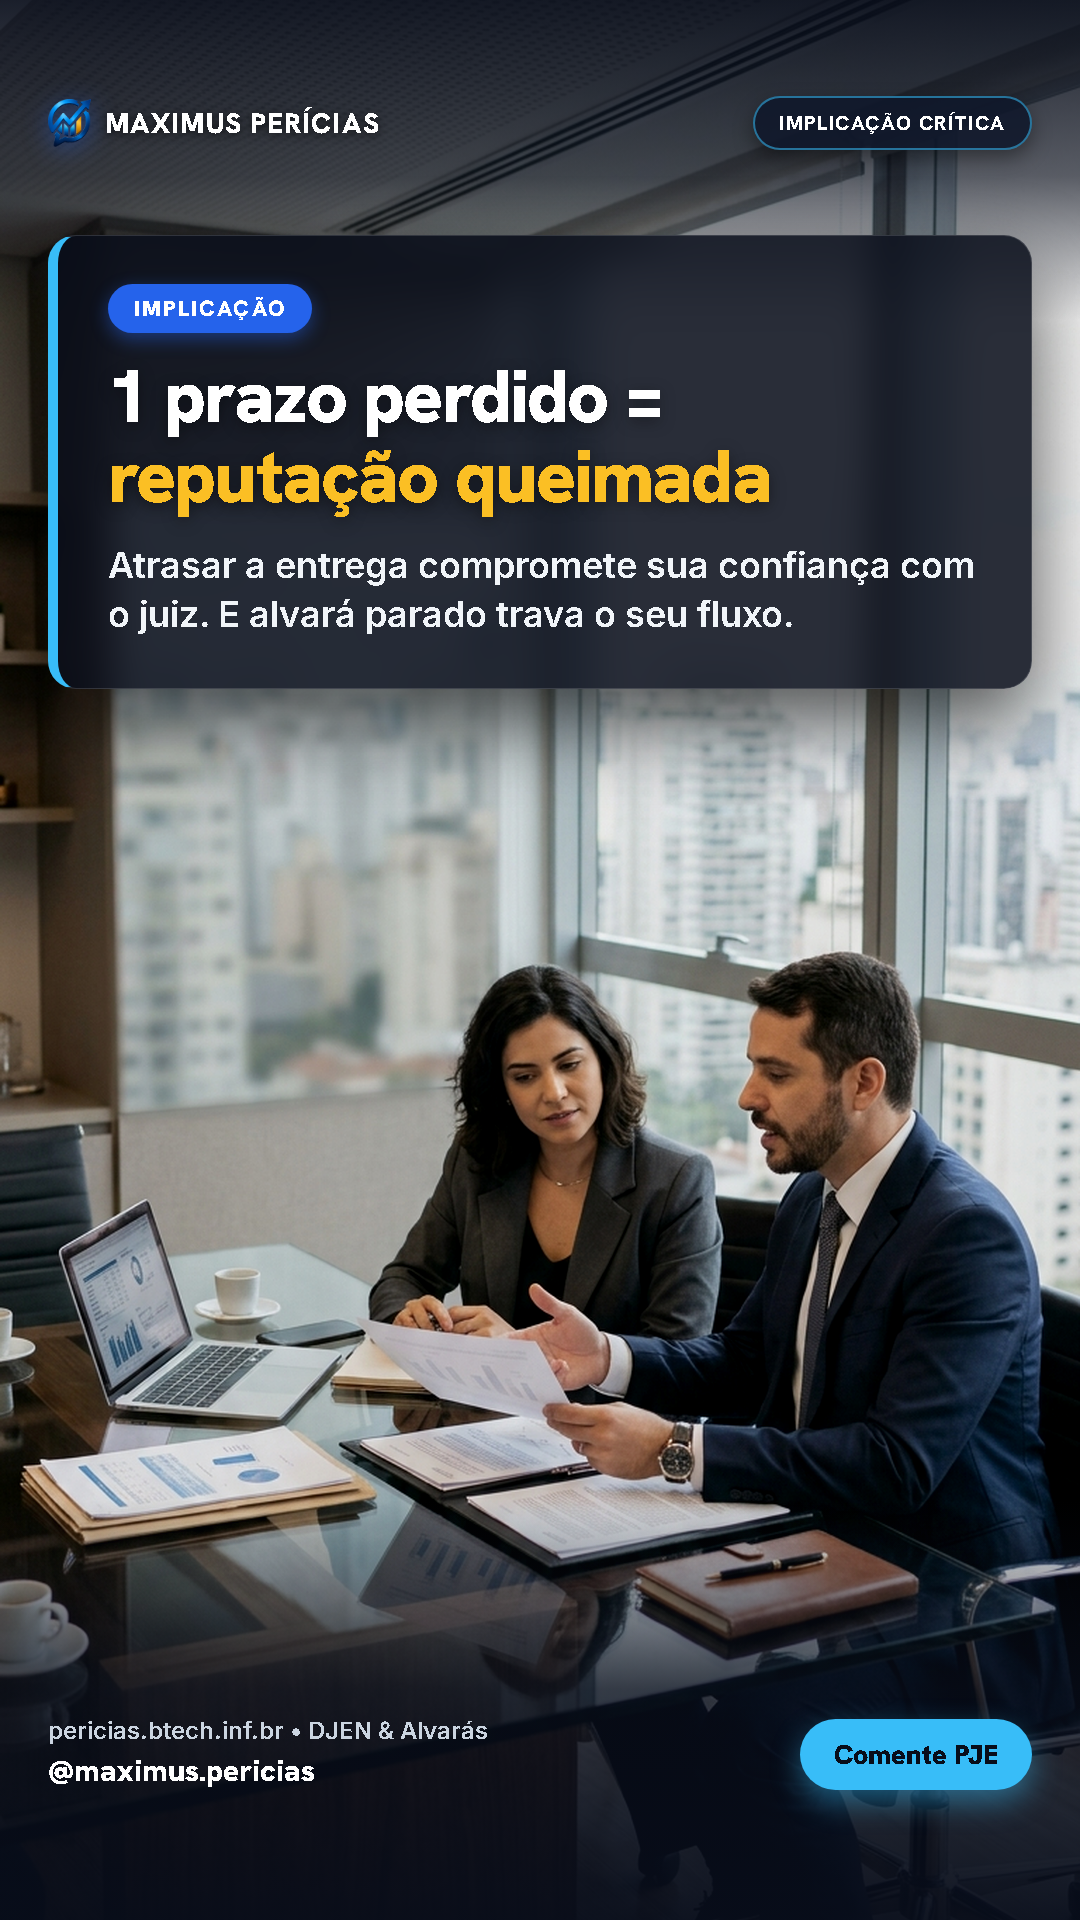 MAXIMUS PERÍCIAS
IMPLICAÇÃO CRÍTICA
IMPLICAÇÃO
1 prazo perdido =
reputação queimada
Atrasar a entrega compromete sua confiança com
o juiz. E alvará parado trava o seu fluxo.
pericias.btech.inf.br • DJEN & Alvarás
@maximus.pericias
Comente PJE